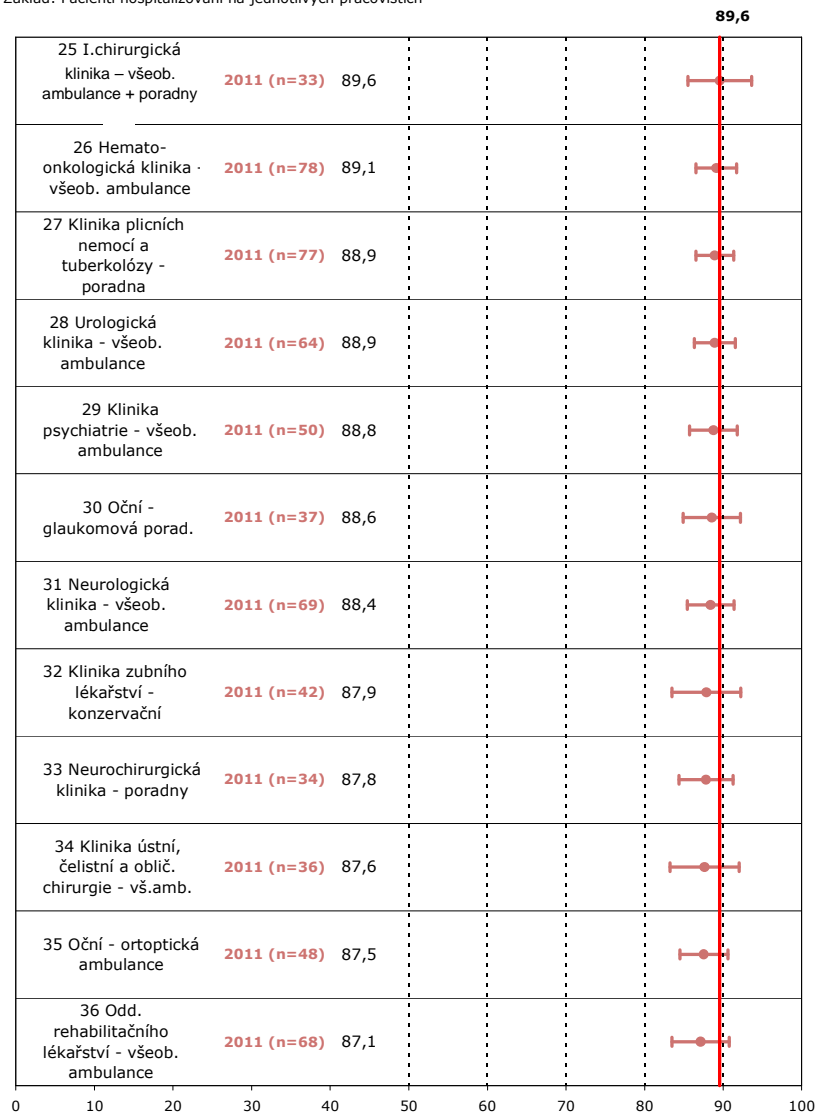 Základ: Pacienti hospitalizovaní na jednotlivých pracovištích
89,6
25 I.chirurgická
klinika – všeob.
ambulance + poradny
2011 (n=33) 89,6
26 Hemato-
onkologická klinika -
všeob. ambulance
2011 (n=78) 89,1
27 Klinika plicních
nemocí a
tuberkolózy -
poradna
2011 (n=77) 88,9
28 Urologická
klinika - všeob.
ambulance
2011 (n=64) 88,9
29 Klinika
psychiatrie - všeob.
ambulance
2011 (n=50) 88,8
30 Oční -
glaukomová porad.
2011 (n=37) 88,6
31 Neurologická
klinika - všeob.
ambulance
2011 (n=69) 88,4
32 Klinika zubního
lékařství -
konzervační
2011 (n=42) 87,9
33 Neurochirurgická
klinika - poradny
2011 (n=34) 87,8
34 Klinika ústní,
čelistní a oblič.
chirurgie - vš.amb.
2011 (n=36) 87,6
35 Oční - ortoptická
ambulance
2011 (n=48) 87,5
36 Odd.
rehabilitačního
lékařství - všeob.
ambulance
2011 (n=68) 87,1
0 10 20 30 40 50 60 70 80 90 100